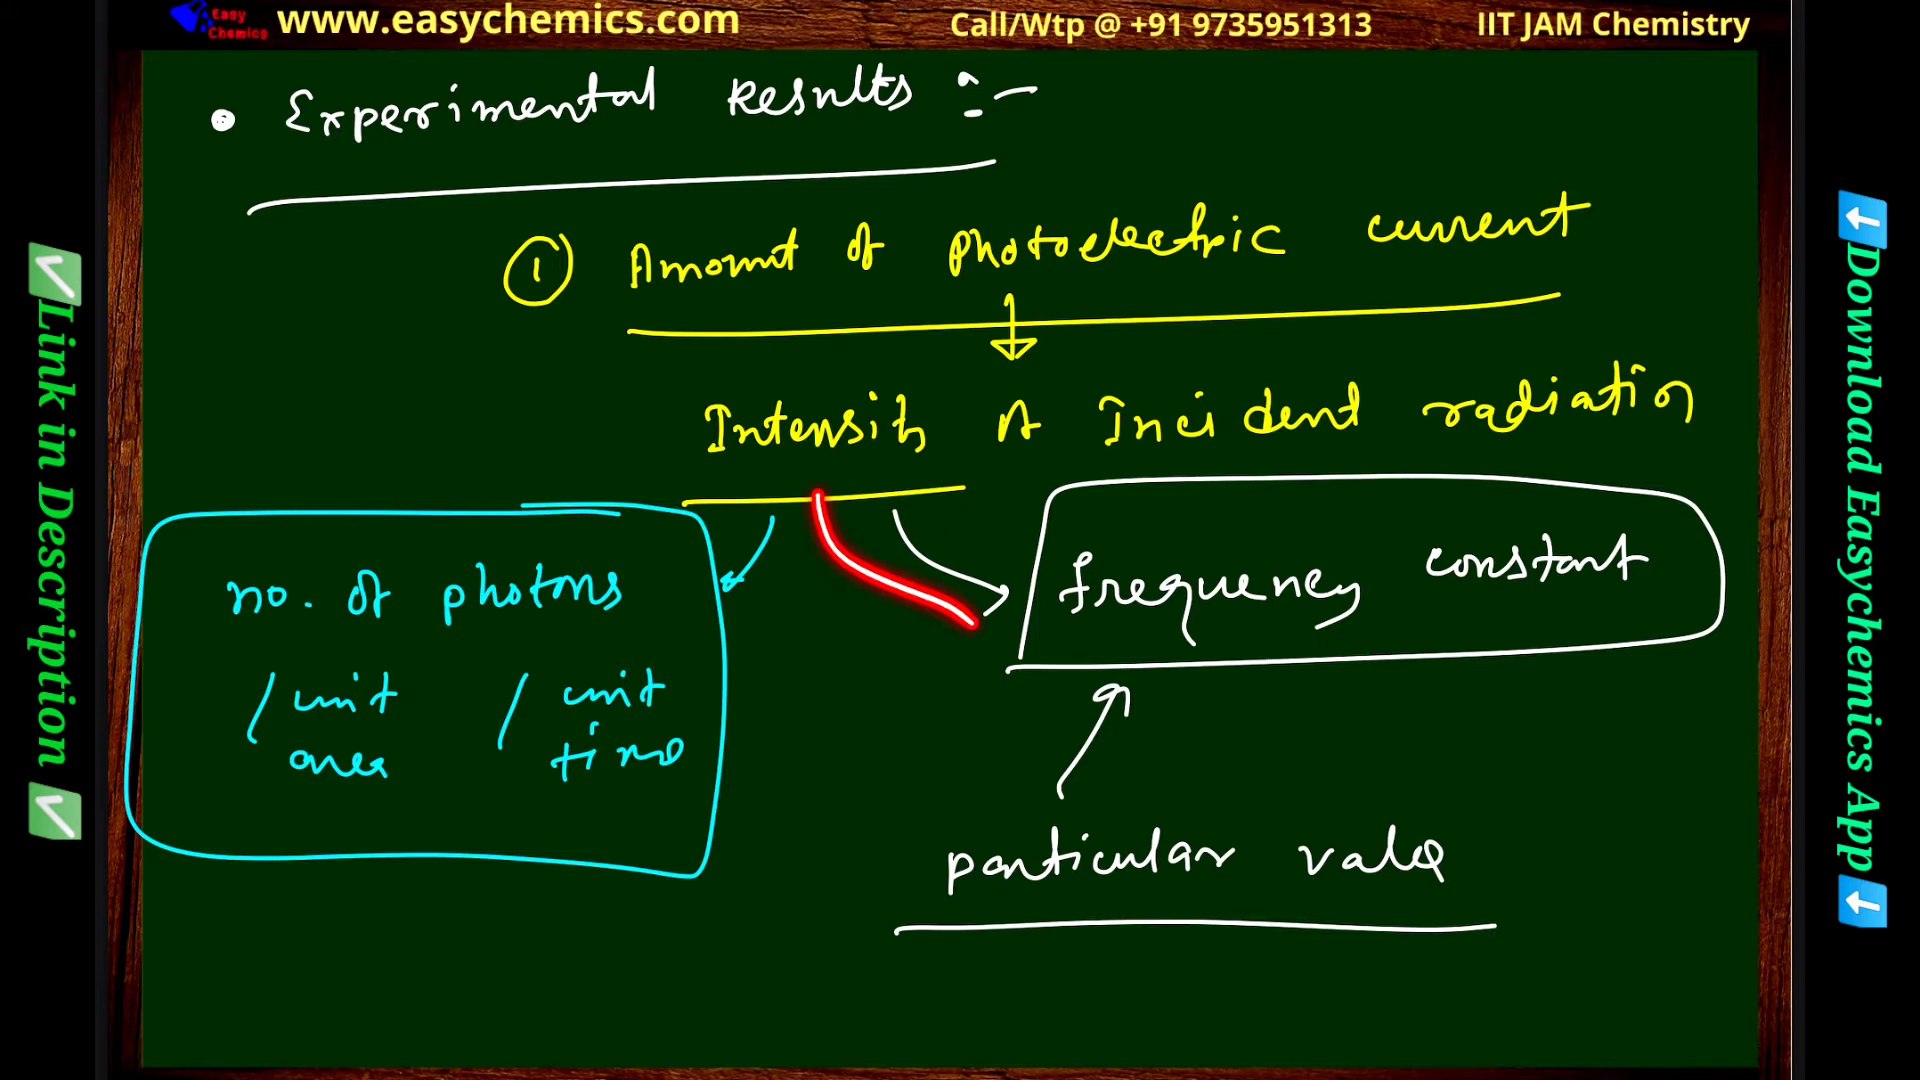 Easy Chemics www.easychemics.com Call/Wtp @ +91 9735951313 IIT JAM Chemistry
• Experimental Results :-
① Amount of photoelectric current
Intensity of Incident radiation
no. of photons
/ unit area / unit time
frequency constant
particular value
✅Link in Description ✅
⬇️Download Easychemics App⬇️